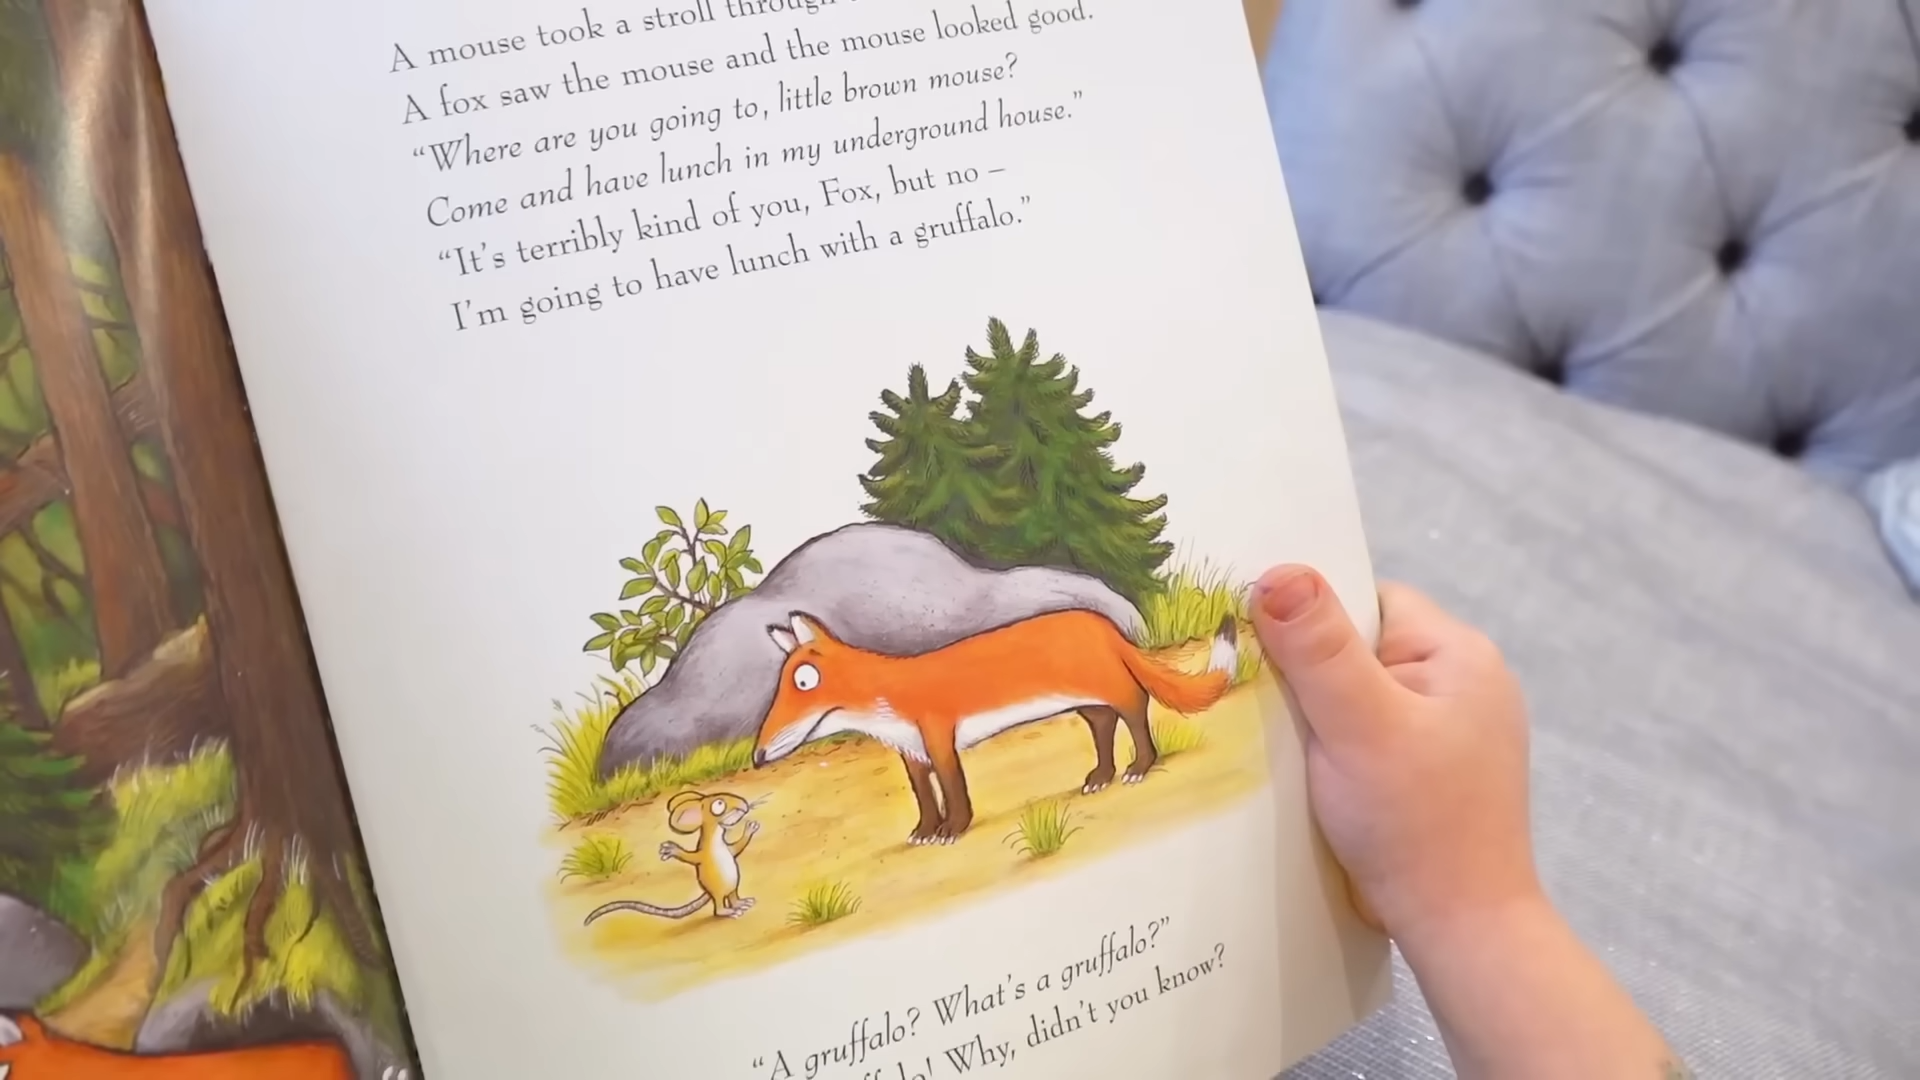 A mouse took a stroll through
A fox saw the mouse and the mouse looked good.
“Where are you going to, little brown mouse?
Come and have lunch in my underground house.”
“It’s terribly kind of you, Fox, but no –
I’m going to have lunch with a gruffalo.”
“A gruffalo? What’s a gruffalo?”
Why, didn’t you know?